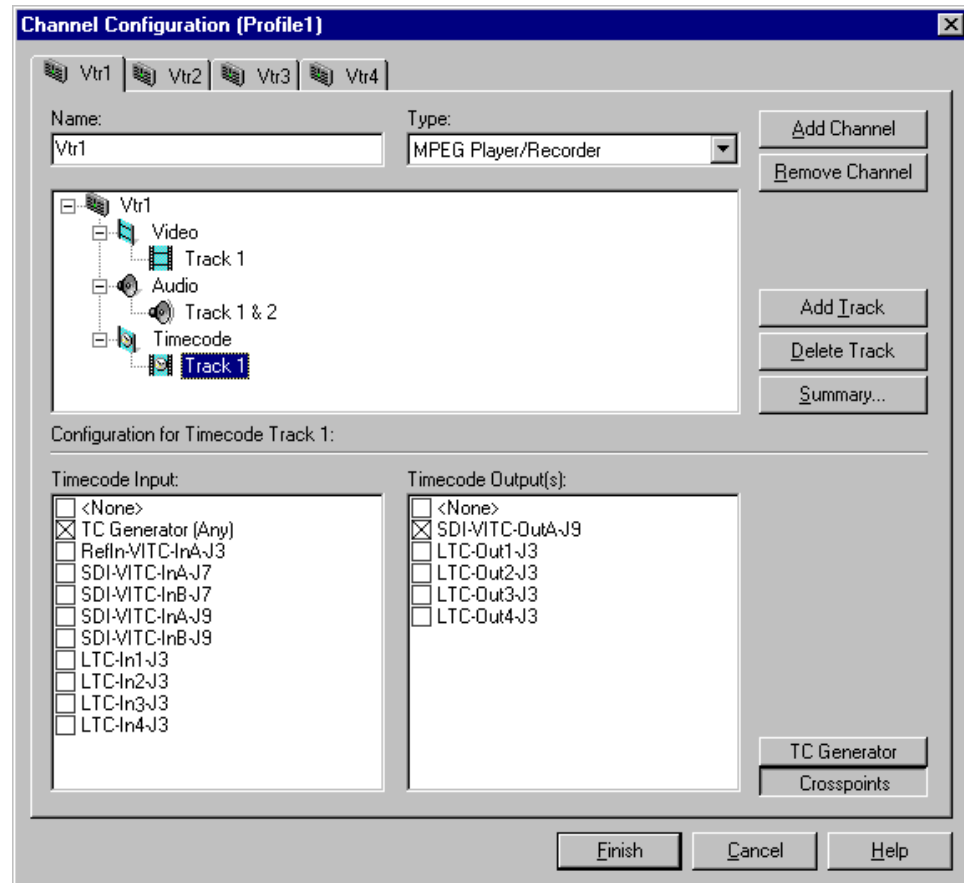 Channel Configuration (Profile1)
Vtr1 Vtr2 Vtr3 Vtr4
Name:
Type:
Vtr1
MPEG Player/Recorder
Add Channel
Remove Channel
Vtr1
Video
Track 1
Audio
Track 1 & 2
Timecode
Track 1
Add Track
Delete Track
Summary...
Configuration for Timecode Track 1:
Timecode Input:
<None>
TC Generator (Any)
RefIn-VITC-InA-J3
SDI-VITC-InA-J7
SDI-VITC-InB-J7
SDI-VITC-InA-J9
SDI-VITC-InB-J9
LTC-In1-J3
LTC-In2-J3
LTC-In3-J3
LTC-In4-J3
Timecode Output(s):
<None>
SDI-VITC-OutA-J9
LTC-Out1-J3
LTC-Out2-J3
LTC-Out3-J3
LTC-Out4-J3
TC Generator
Crosspoints
Finish
Cancel
Help